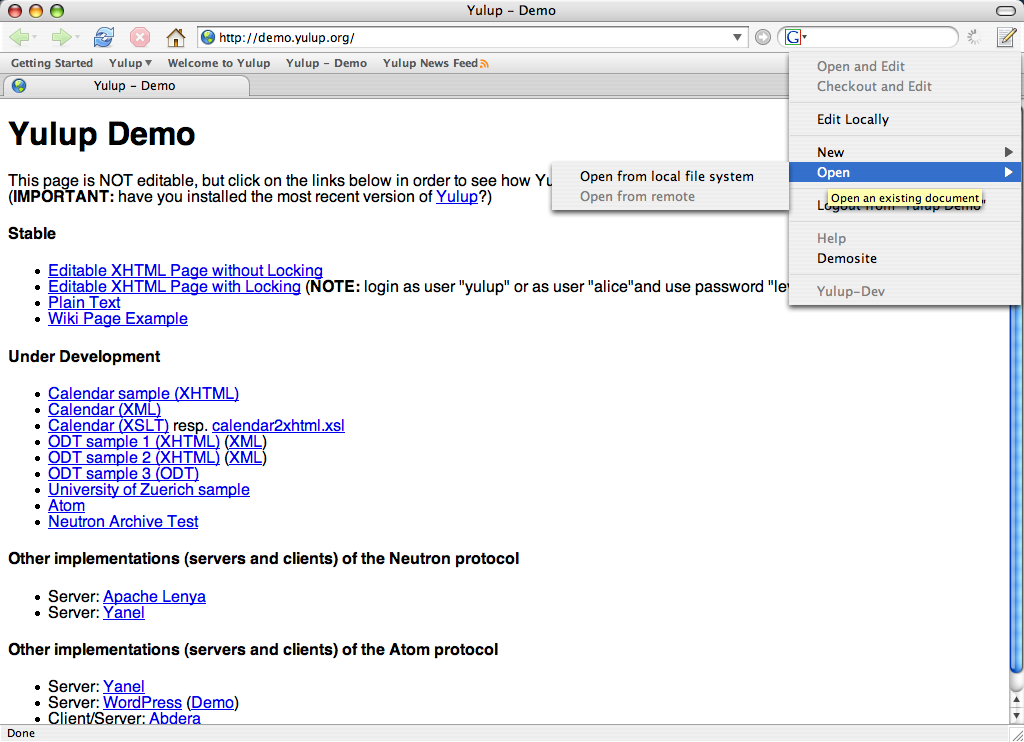 Yulup - Demo
http://demo.yulup.org/
G
Getting Started Yulup Welcome to Yulup Yulup - Demo Yulup News Feed
Yulup - Demo
Open and Edit
Checkout and Edit
Edit Locally
New
Open
Open an existing document
Logout from "Yulup Demo"
Help
Demosite
Yulup-Dev
Open from local file system
Open from remote
Yulup Demo
This page is NOT editable, but click on the links below in order to see how
(IMPORTANT: have you installed the most recent version of Yulup?)
Stable
Editable XHTML Page without Locking
Editable XHTML Page with Locking (NOTE: login as user "yulup" or as user "alice"and use password
Plain Text
Wiki Page Example
Under Development
Calendar sample (XHTML)
Calendar (XML)
Calendar (XSLT) resp. calendar2xhtml.xsl
ODT sample 1 (XHTML) (XML)
ODT sample 2 (XHTML) (XML)
ODT sample 3 (ODT)
University of Zuerich sample
Atom
Neutron Archive Test
Other implementations (servers and clients) of the Neutron protocol
Server: Apache Lenya
Server: Yanel
Other implementations (servers and clients) of the Atom protocol
Server: Yanel
Server: WordPress (Demo)
Client/Server: Abdera
Done